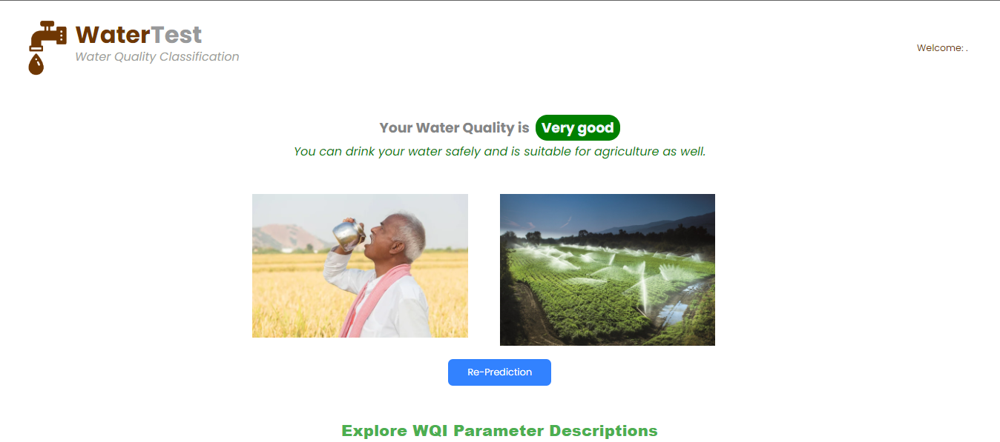 WaterTest
Water Quality Classification
Welcome: .
Your Water Quality is Very good
You can drink your water safely and is suitable for agriculture as well.
Re-Prediction
Explore WQI Parameter Descriptions